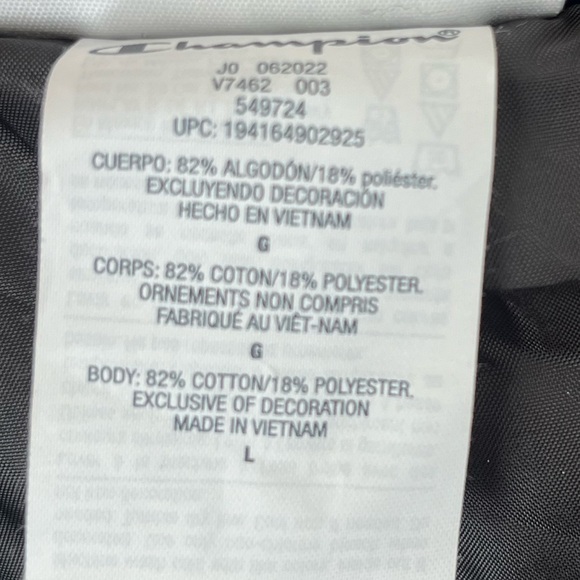 Champion®
J0 062022
V7462 003
549724
UPC: 194164902925
CUERPO: 82% ALGODÓN/18% poliéster.
EXCLUYENDO DECORACIÓN
HECHO EN VIETNAM
G
CORPS: 82% COTON/18% POLYESTER.
ORNEMENTS NON COMPRIS
FABRIQUÉ AU VIÊT-NAM
G
BODY: 82% COTTON/18% POLYESTER.
EXCLUSIVE OF DECORATION
MADE IN VIETNAM
L